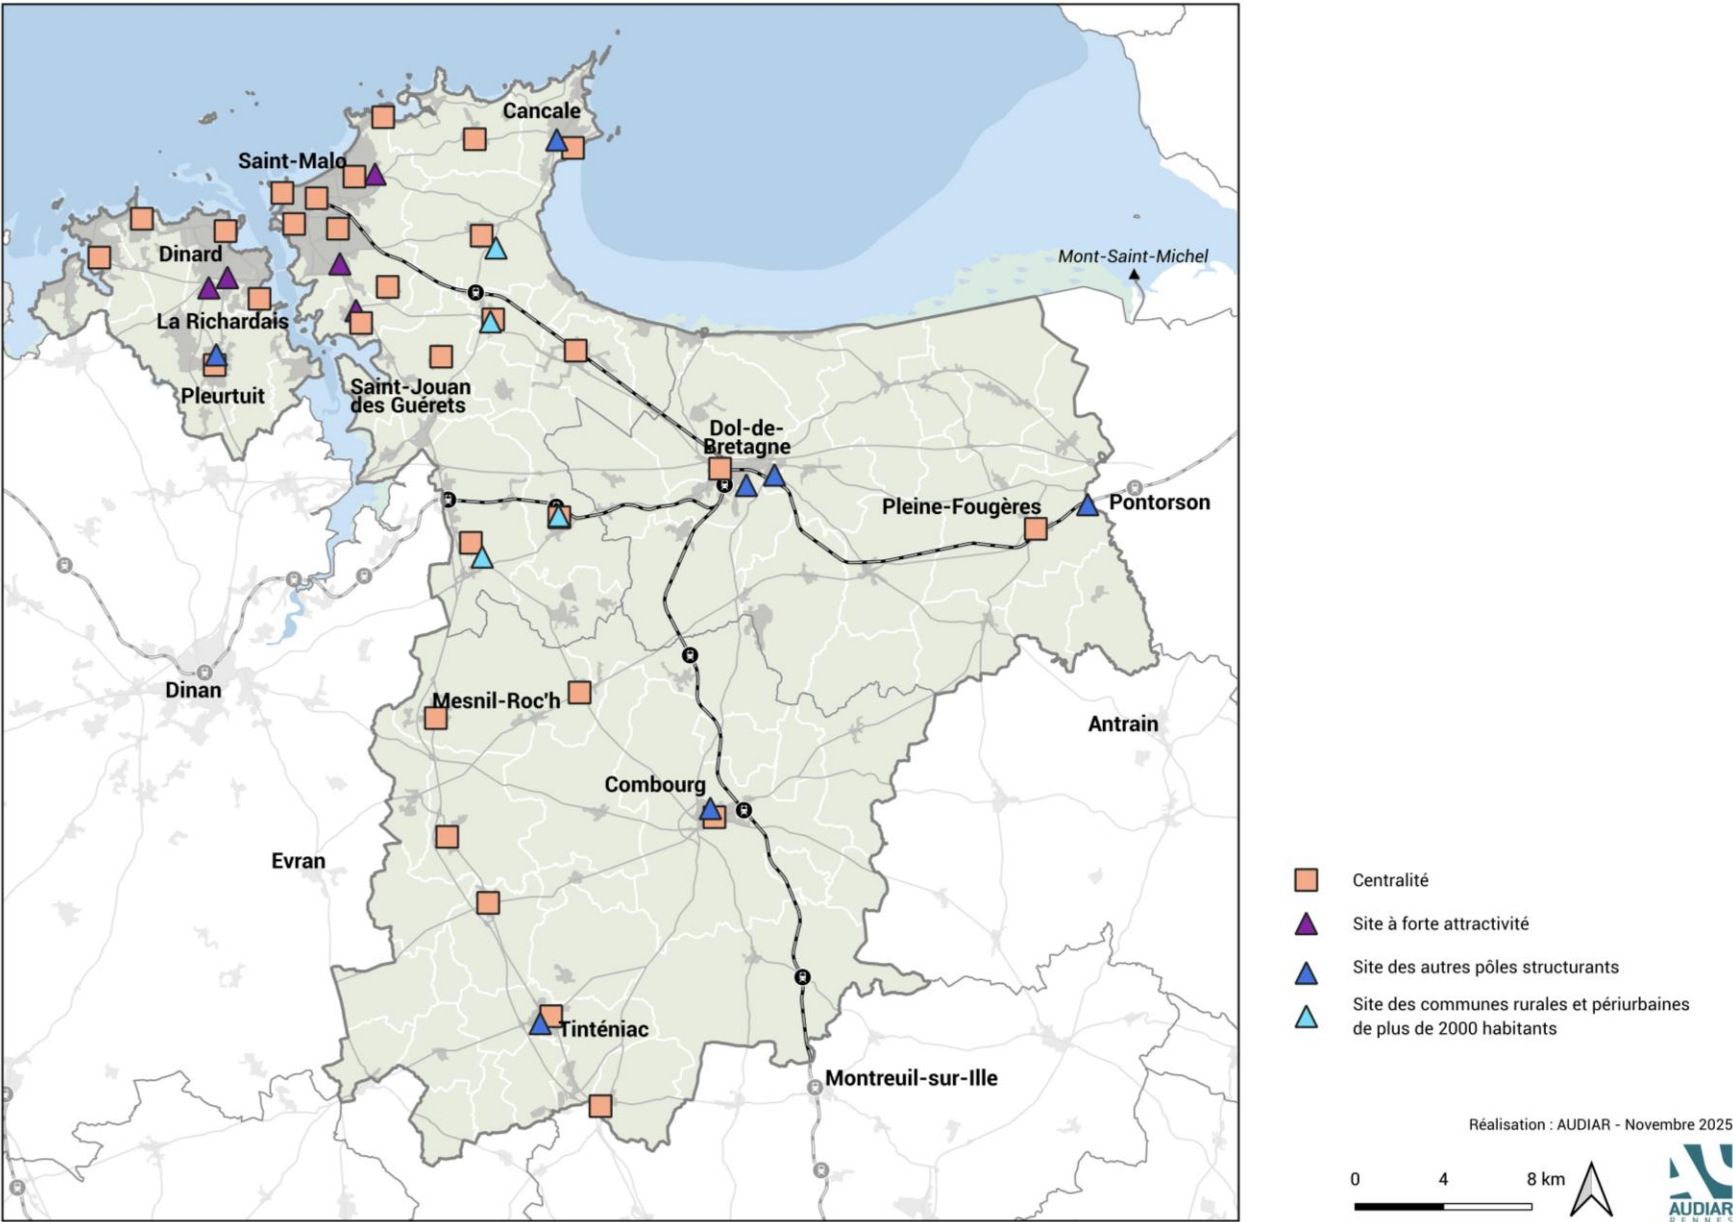 Cancale
Saint-Malo
Dinard
Mont-Saint-Michel
La Richardais
Pleurtuit
Saint-Jouan
des Guérets
Dol-de-
Bretagne
Pleine-Fougères
Pontorson
Dinan
Mesnil-Roc'h
Antrain
Combourg
Evran
Tinténiac
Montreuil-sur-Ille
Centralité
Site à forte attractivité
Site des autres pôles structurants
Site des communes rurales et périurbaines
de plus de 2000 habitants
Réalisation : AUDIAR - Novembre 2025
0 4 8 km
AUDIAR
RENNES